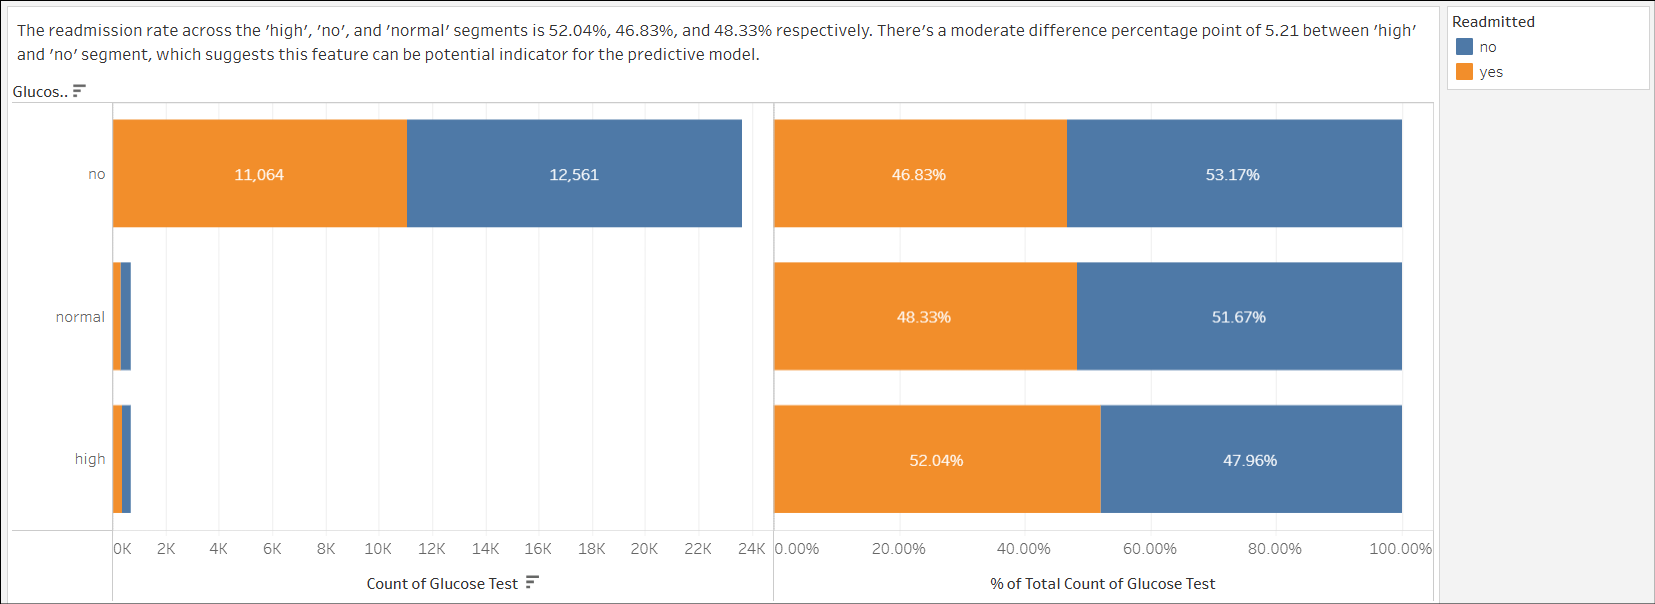 The readmission rate across the 'high', 'no', and 'normal' segments is 52.04%, 46.83%, and 48.33% respectively. There's a moderate difference percentage point of 5.21 between 'high'
and 'no' segment, which suggests this feature can be potential indicator for the predictive model.
Readmitted
no
yes
Glucos..
no
11,064
12,561
46.83%
53.17%
normal
48.33%
51.67%
high
52.04%
47.96%
0K 2K 4K 6K 8K 10K 12K 14K 16K 18K 20K 22K 24K
0.00% 20.00% 40.00% 60.00% 80.00% 100.00%
Count of Glucose Test
% of Total Count of Glucose Test